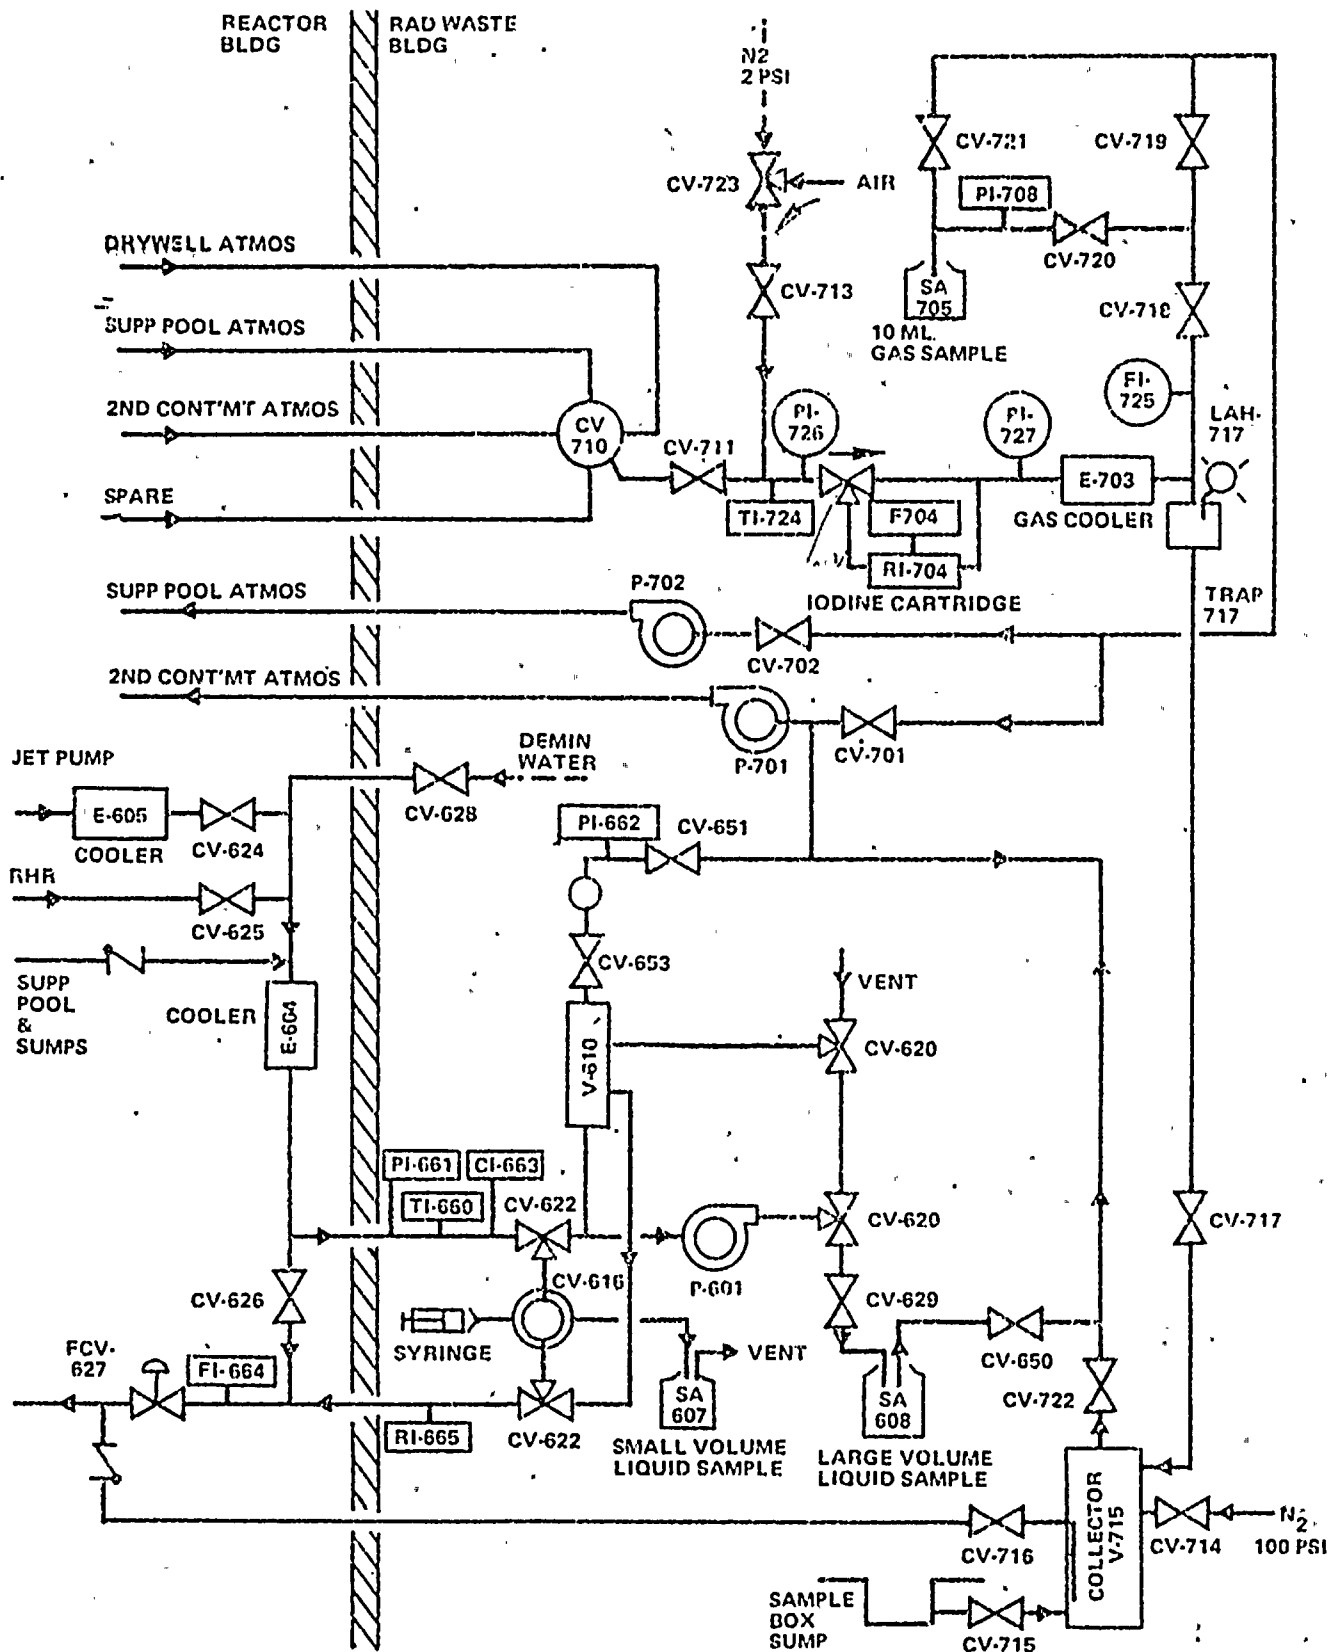 REACTOR
BLDG
RAD WASTE
BLDG
N2
2 PSI
CV-721
CV-719
CV-723
AIR
PI-708
CV-720
DRYWELL ATMOS
CV-713
SA
705
CV-718
SUPP POOL ATMOS
10 ML.
GAS SAMPLE
FI-
725
2ND CONT'MT ATMOS
CV
710
CV-711
PI-
726
PI-
727
LAH-
717
E-703
SPARE
TI-724
F704
GAS COOLER
RI-704
SUPP POOL ATMOS
P-702
IODINE CARTRIDGE
TRAP
717
CV-702
2ND CONT'MT ATMOS
P-701
CV-701
JET PUMP
DEMIN
WATER
E-605
COOLER
CV-624
CV-628
PI-662
CV-651
RHR
CV-625
CV-653
SUPP
POOL
&
SUMPS
COOLER
E-604
VENT
V-610
CV-620
PI-661
CI-663
TI-660
CV-622
CV-620
CV-717
CV-626
CV-616
P-601
CV-629
SYRINGE
FCV-
627
FI-664
VENT
CV-650
SA
607
SA
608
CV-722
RI-665
CV-622
SMALL VOLUME
LIQUID SAMPLE
LARGE VOLUME
LIQUID SAMPLE
COLLECTOR
V-715
CV-716
CV-714
N2
100 PSI
SAMPLE
BOX
SUMP
CV-715